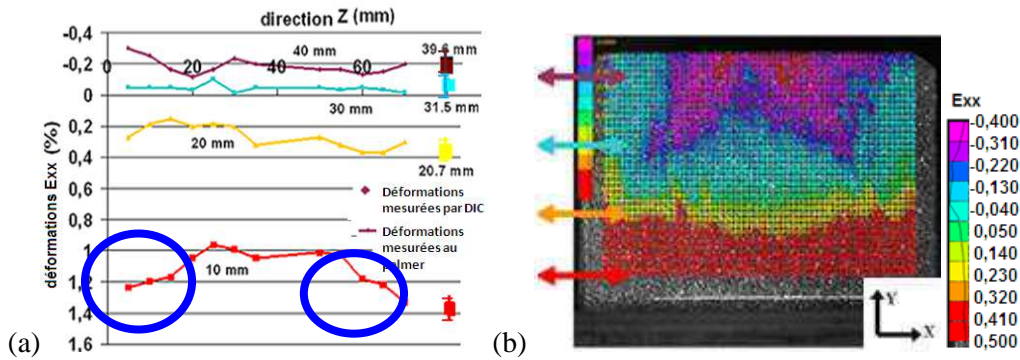 direction Z (mm)
déformations Exx (%)
-0,4
-0,2
0
0,2
0,4
0,6
0,8
1
1,2
1,4
1,6
0
20
40
60
40 mm
39.6 mm
30 mm
31.5 mm
20 mm
20.7 mm
10 mm
Déformations
mesurées par DIC
Déformations
mesurées au
palmer
(a)
(b)
Y
X
Exx
-0,400
-0,310
-0,220
-0,130
-0,040
0,050
0,140
0,230
0,320
0,410
0,500